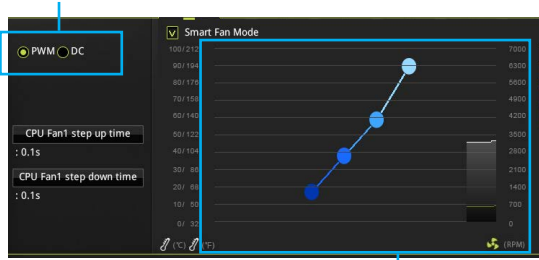 Smart Fan Mode
PWM DC
100/212 7000
90/194 6300
80/176 5600
70/158 4900
60/140 4200
50/122 3500
40/104 2800
30/ 86 2100
20/ 68 1400
10/ 50 700
0/ 32 0
(°C) (°F) (RPM)
CPU Fan1 step up time
: 0.1s
CPU Fan1 step down time
: 0.1s